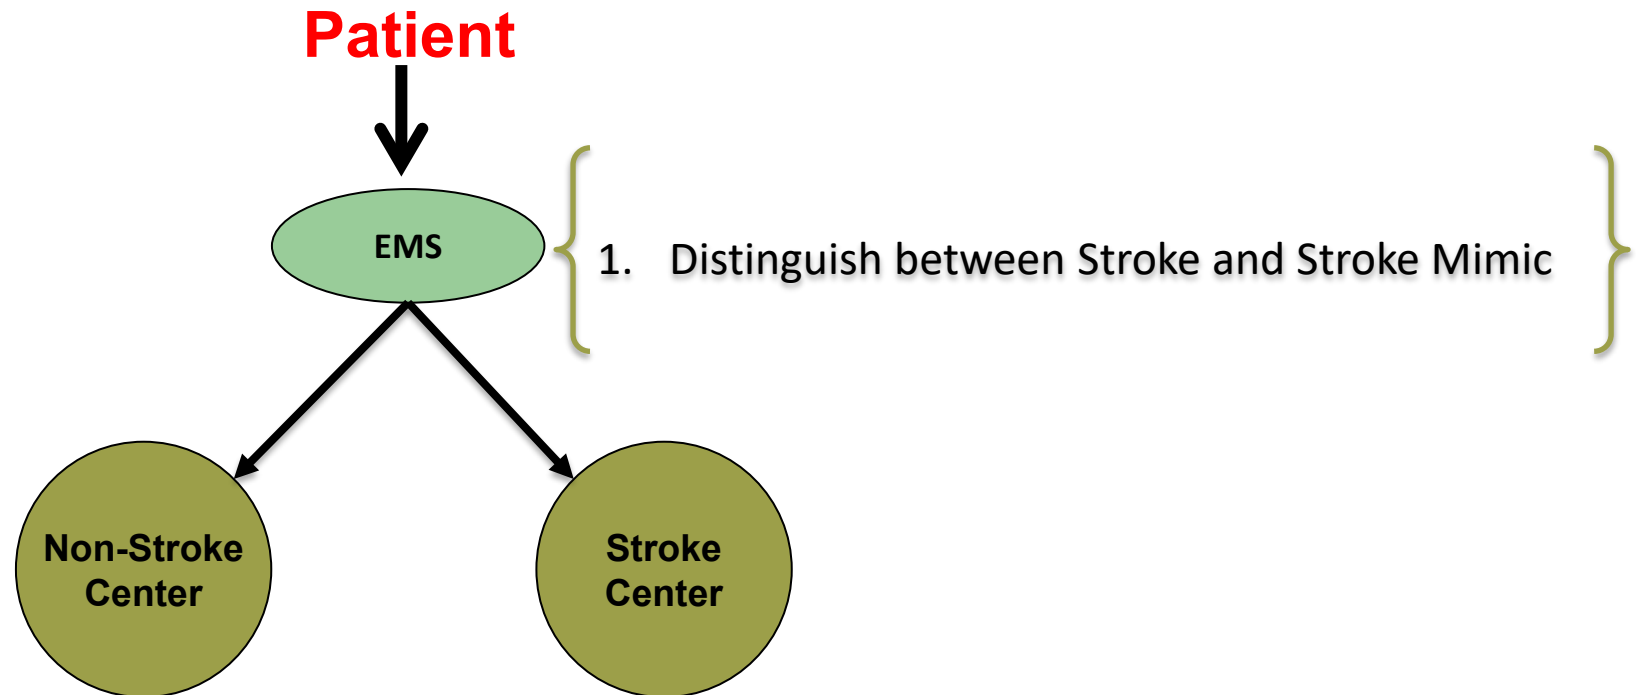 Patient
EMS
1. Distinguish between Stroke and Stroke Mimic
Non-Stroke
Center
Stroke
Center